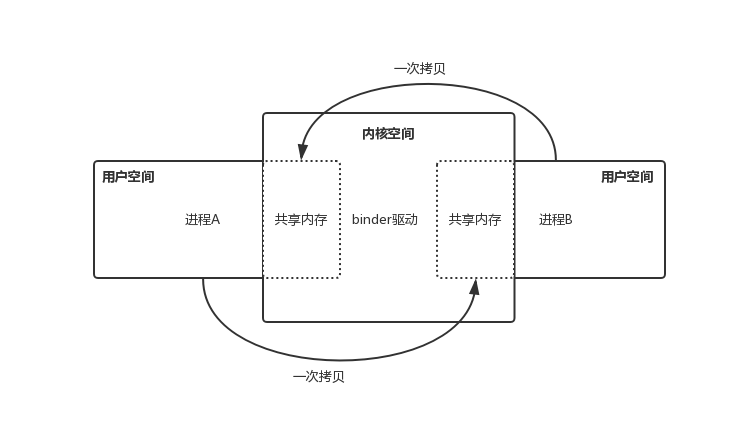 一次拷贝
内核空间
用户空间
用户空间
进程A
共享内存
binder驱动
共享内存
进程B
一次拷贝